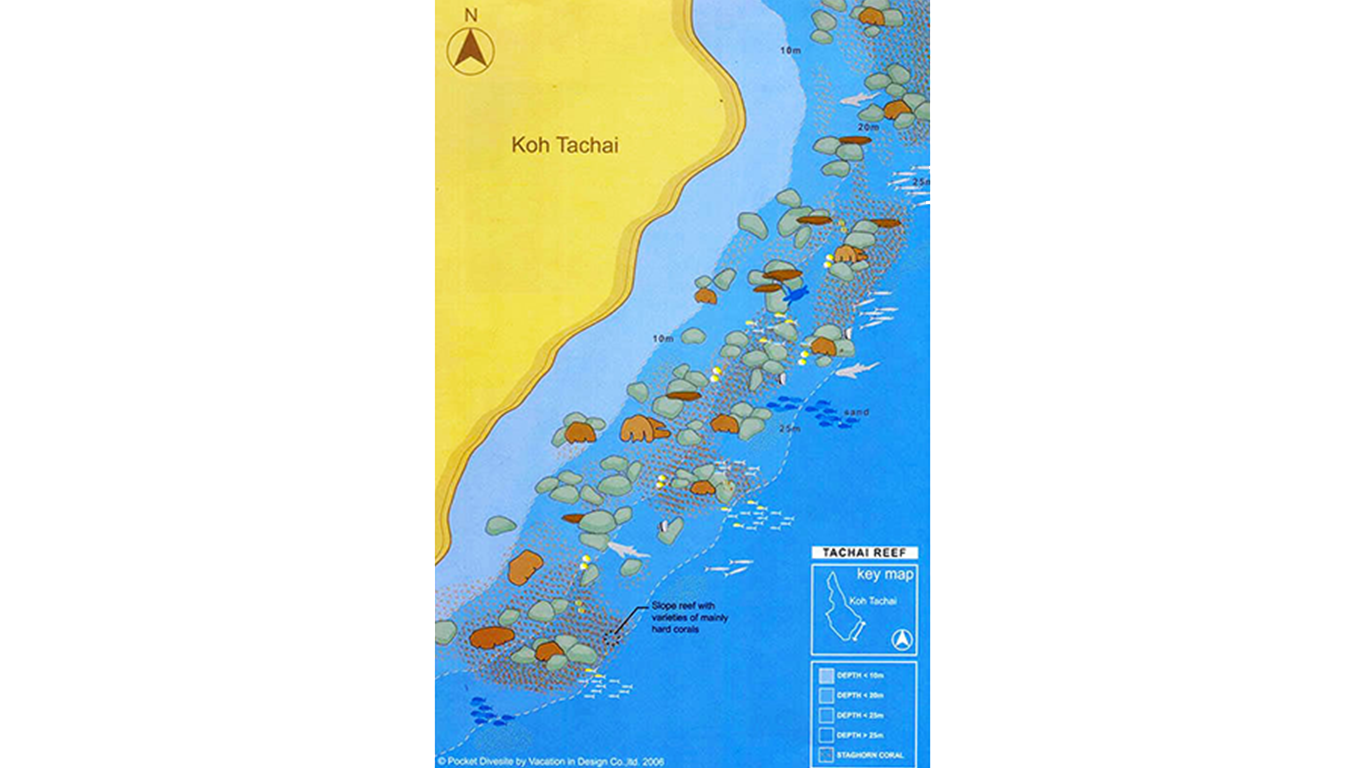 N
10m
Koh Tachai
20m
25m
10m
sand
25m
TACHAI REEF
key map
Koh Tachai
Slope reef with
varieties of mainly
hard corals
DEPTH < 10m
DEPTH < 20m
DEPTH < 25m
DEPTH > 25m
STAGHORN CORAL
© Pocket Divesite by Vacation in Design Co.,ltd. 2006